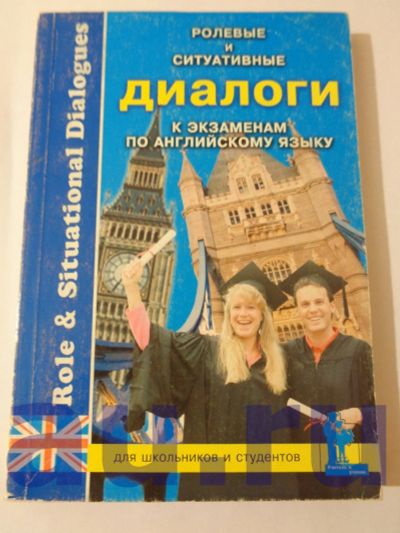 РОЛЕВЫЕ И
СИТУАТИВНЫЕ
ДИАЛОГИ
К ЭКЗАМЕНАМ
ПО АНГЛИЙСКОМУ ЯЗЫКУ
Role & Situational Dialogues
ДЛЯ ШКОЛЬНИКОВ И СТУДЕНТОВ